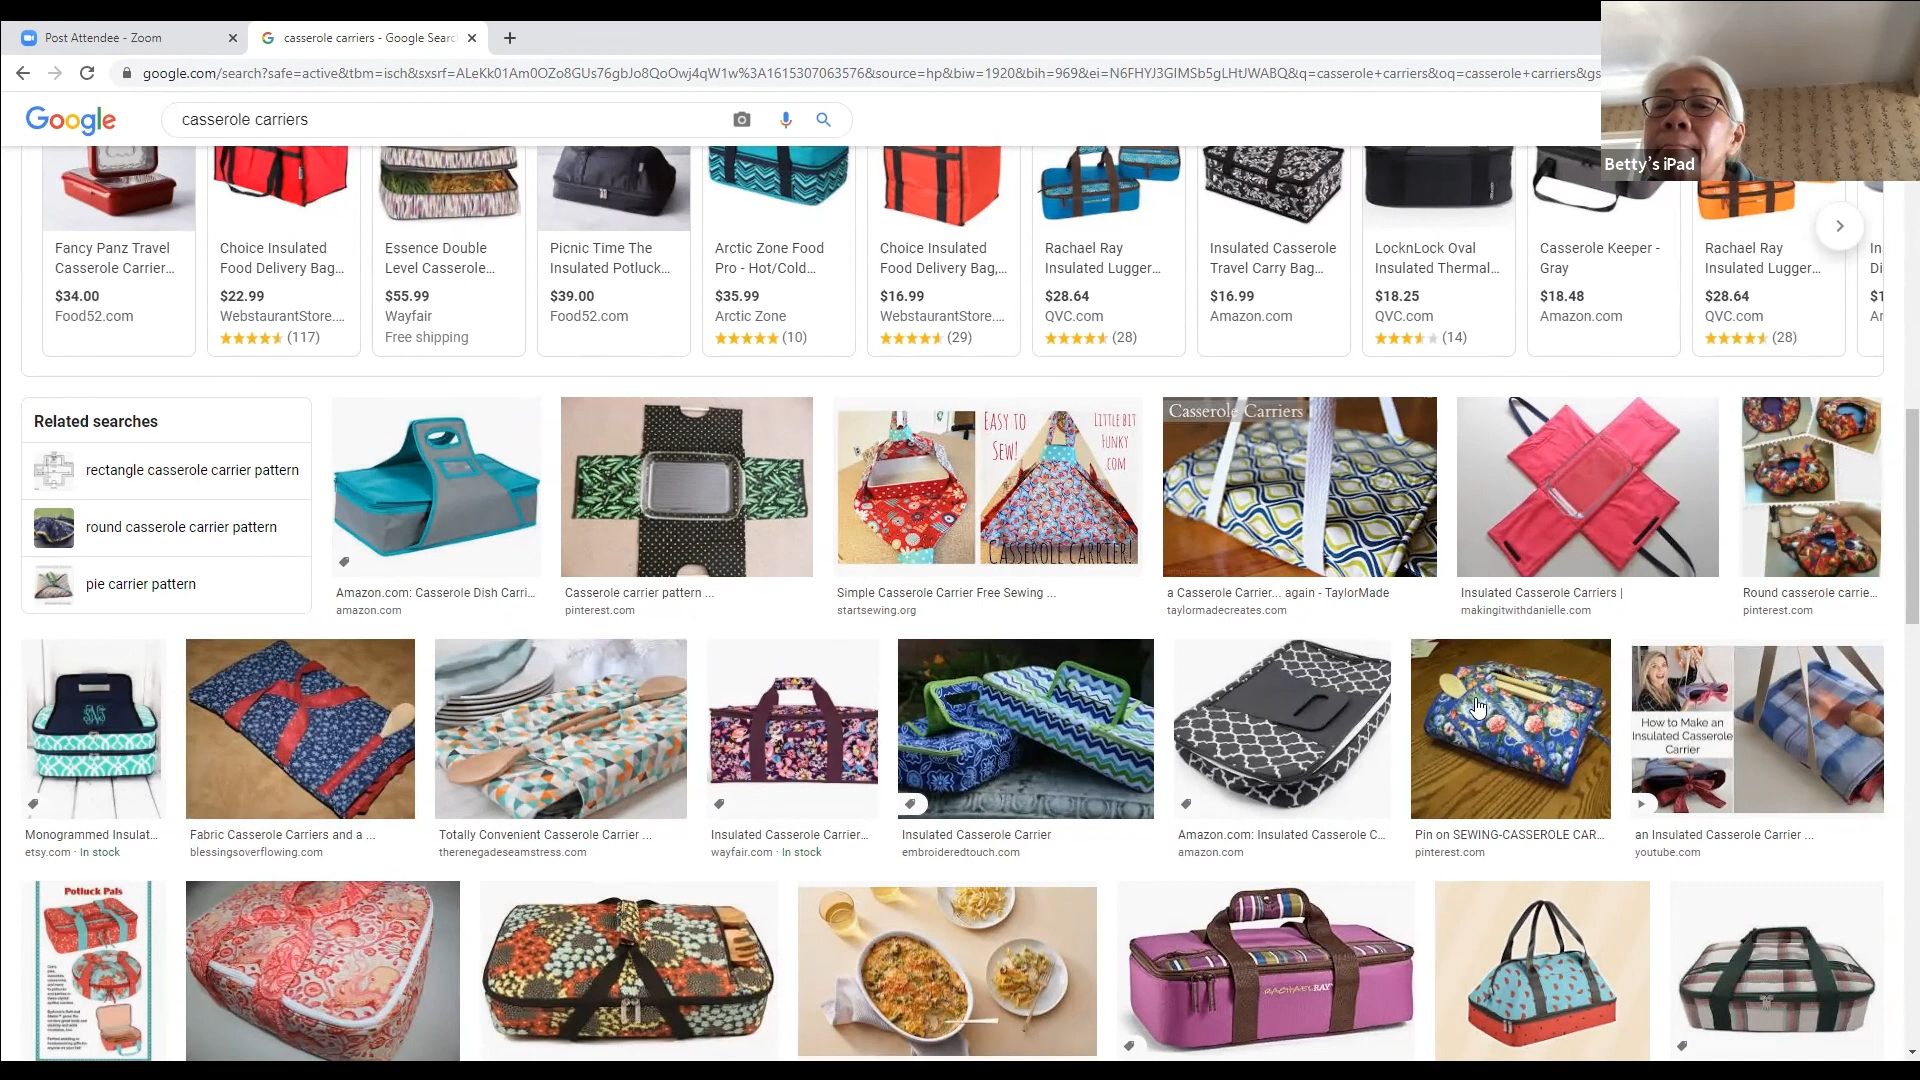 Post Attendee - Zoom
casserole carriers - Google Searc
google.com/search?safe=active&tbm=isch&sxsrf=ALeKk01Am0OZo8GUs76gbJo8QoOwj4qW1w%3A1615307063576&source=hp&biw=1920&bih=969&ei=N6FHYJ3GIMSb5gLHtJWABQ&q=casserole+carriers&oq=casserole+carriers&gs
Google
casserole carriers
Betty's iPad
Fancy Panz Travel Casserole Carrier...
$34.00
Food52.com
Choice Insulated Food Delivery Bag...
$22.99
WebstaurantStore....
(117)
Essence Double Level Casserole...
$55.99
Wayfair
Free shipping
Picnic Time The Insulated Potluck...
$39.00
Food52.com
Arctic Zone Food Pro - Hot/Cold...
$35.99
Arctic Zone
(10)
Choice Insulated Food Delivery Bag,...
$16.99
WebstaurantStore....
(29)
Rachael Ray Insulated Lugger...
$28.64
QVC.com
(28)
Insulated Casserole Travel Carry Bag...
$16.99
Amazon.com
LocknLock Oval Insulated Thermal...
$18.25
QVC.com
(14)
Casserole Keeper - Gray
$18.48
Amazon.com
Rachael Ray Insulated Lugger...
$28.64
QVC.com
(28)
In
Di
$1
Ar
Related searches
rectangle casserole carrier pattern
round casserole carrier pattern
pie carrier pattern
Amazon.com: Casserole Dish Carri...
amazon.com
Casserole carrier pattern ...
pinterest.com
EASY TO SEW!
LITTLE BIT FUNKY .COM
CASSEROLE CARRIER!
Simple Casserole Carrier Free Sewing ...
startsewing.org
Casserole Carriers
a Casserole Carrier... again - TaylorMade
taylormadecreates.com
Insulated Casserole Carriers |
makingitwithdanielle.com
Round casserole carrie...
pinterest.com
Monogrammed Insulat...
etsy.com · In stock
Fabric Casserole Carriers and a ...
blessingsoverflowing.com
Totally Convenient Casserole Carrier ...
therenegadeseamstress.com
Insulated Casserole Carrier...
wayfair.com · In stock
Insulated Casserole Carrier
embroideredtouch.com
Amazon.com: Insulated Casserole C...
amazon.com
Pin on SEWING-CASSEROLE CAR...
pinterest.com
How to Make an
Insulated Casserole
Carrier
an Insulated Casserole Carrier ...
youtube.com
Potluck Pals
RACHAEL RAY